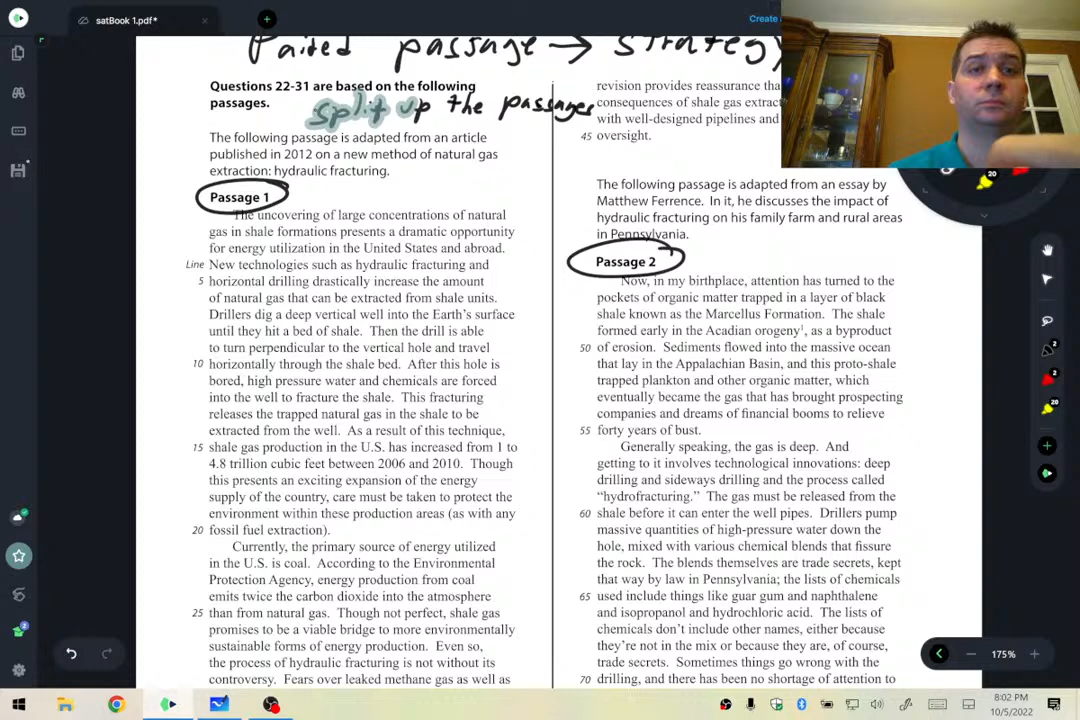 satBook 1.pdf*
Create
Paired passage → strategy
Questions 22-31 are based on the following
passages.
split up the passages
The following passage is adapted from an article
published in 2012 on a new method of natural gas
extraction: hydraulic fracturing.
Passage 1
The uncovering of large concentrations of natural
gas in shale formations presents a dramatic opportunity
for energy utilization in the United States and abroad.
Line New technologies such as hydraulic fracturing and
5 horizontal drilling drastically increase the amount
of natural gas that can be extracted from shale units.
Drillers dig a deep vertical well into the Earth's surface
until they hit a bed of shale. Then the drill is able
to turn perpendicular to the vertical hole and travel
10 horizontally through the shale bed. After this hole is
bored, high pressure water and chemicals are forced
into the well to fracture the shale. This fracturing
releases the trapped natural gas in the shale to be
extracted from the well. As a result of this technique,
15 shale gas production in the U.S. has increased from 1 to
4.8 trillion cubic feet between 2006 and 2010. Though
this presents an exciting expansion of the energy
supply of the country, care must be taken to protect the
environment within these production areas (as with any
20 fossil fuel extraction).
Currently, the primary source of energy utilized
in the U.S. is coal. According to the Environmental
Protection Agency, energy production from coal
emits twice the carbon dioxide into the atmosphere
25 than from natural gas. Though not perfect, shale gas
promises to be a viable bridge to more environmentally
sustainable forms of energy production. Even so,
the process of hydraulic fracturing is not without its
controversy. Fears over leaked methane gas as well as
revision provides reassurance tha
consequences of shale gas extract
with well-designed pipelines and
45 oversight.
The following passage is adapted from an essay by
Matthew Ferrence. In it, he discusses the impact of
hydraulic fracturing on his family farm and rural areas
in Pennsylvania.
Passage 2
Now, in my birthplace, attention has turned to the
pockets of organic matter trapped in a layer of black
shale known as the Marcellus Formation. The shale
formed early in the Acadian orogeny¹, as a byproduct
50 of erosion. Sediments flowed into the massive ocean
that lay in the Appalachian Basin, and this proto-shale
trapped plankton and other organic matter, which
eventually became the gas that has brought prospecting
companies and dreams of financial booms to relieve
55 forty years of bust.
Generally speaking, the gas is deep. And
getting to it involves technological innovations: deep
drilling and sideways drilling and the process called
"hydrofracturing." The gas must be released from the
60 shale before it can enter the well pipes. Drillers pump
massive quantities of high-pressure water down the
hole, mixed with various chemical blends that fissure
the rock. The blends themselves are trade secrets, kept
that way by law in Pennsylvania; the lists of chemicals
65 used include things like guar gum and naphthalene
and isopropanol and hydrochloric acid. The lists of
chemicals don't include other names, either because
they're not in the mix or because they are, of course,
trade secrets. Sometimes things go wrong with the
70 drilling, and there has been no shortage of attention to
20
2
2
20
2
175%
8:02 PM
10/5/2022